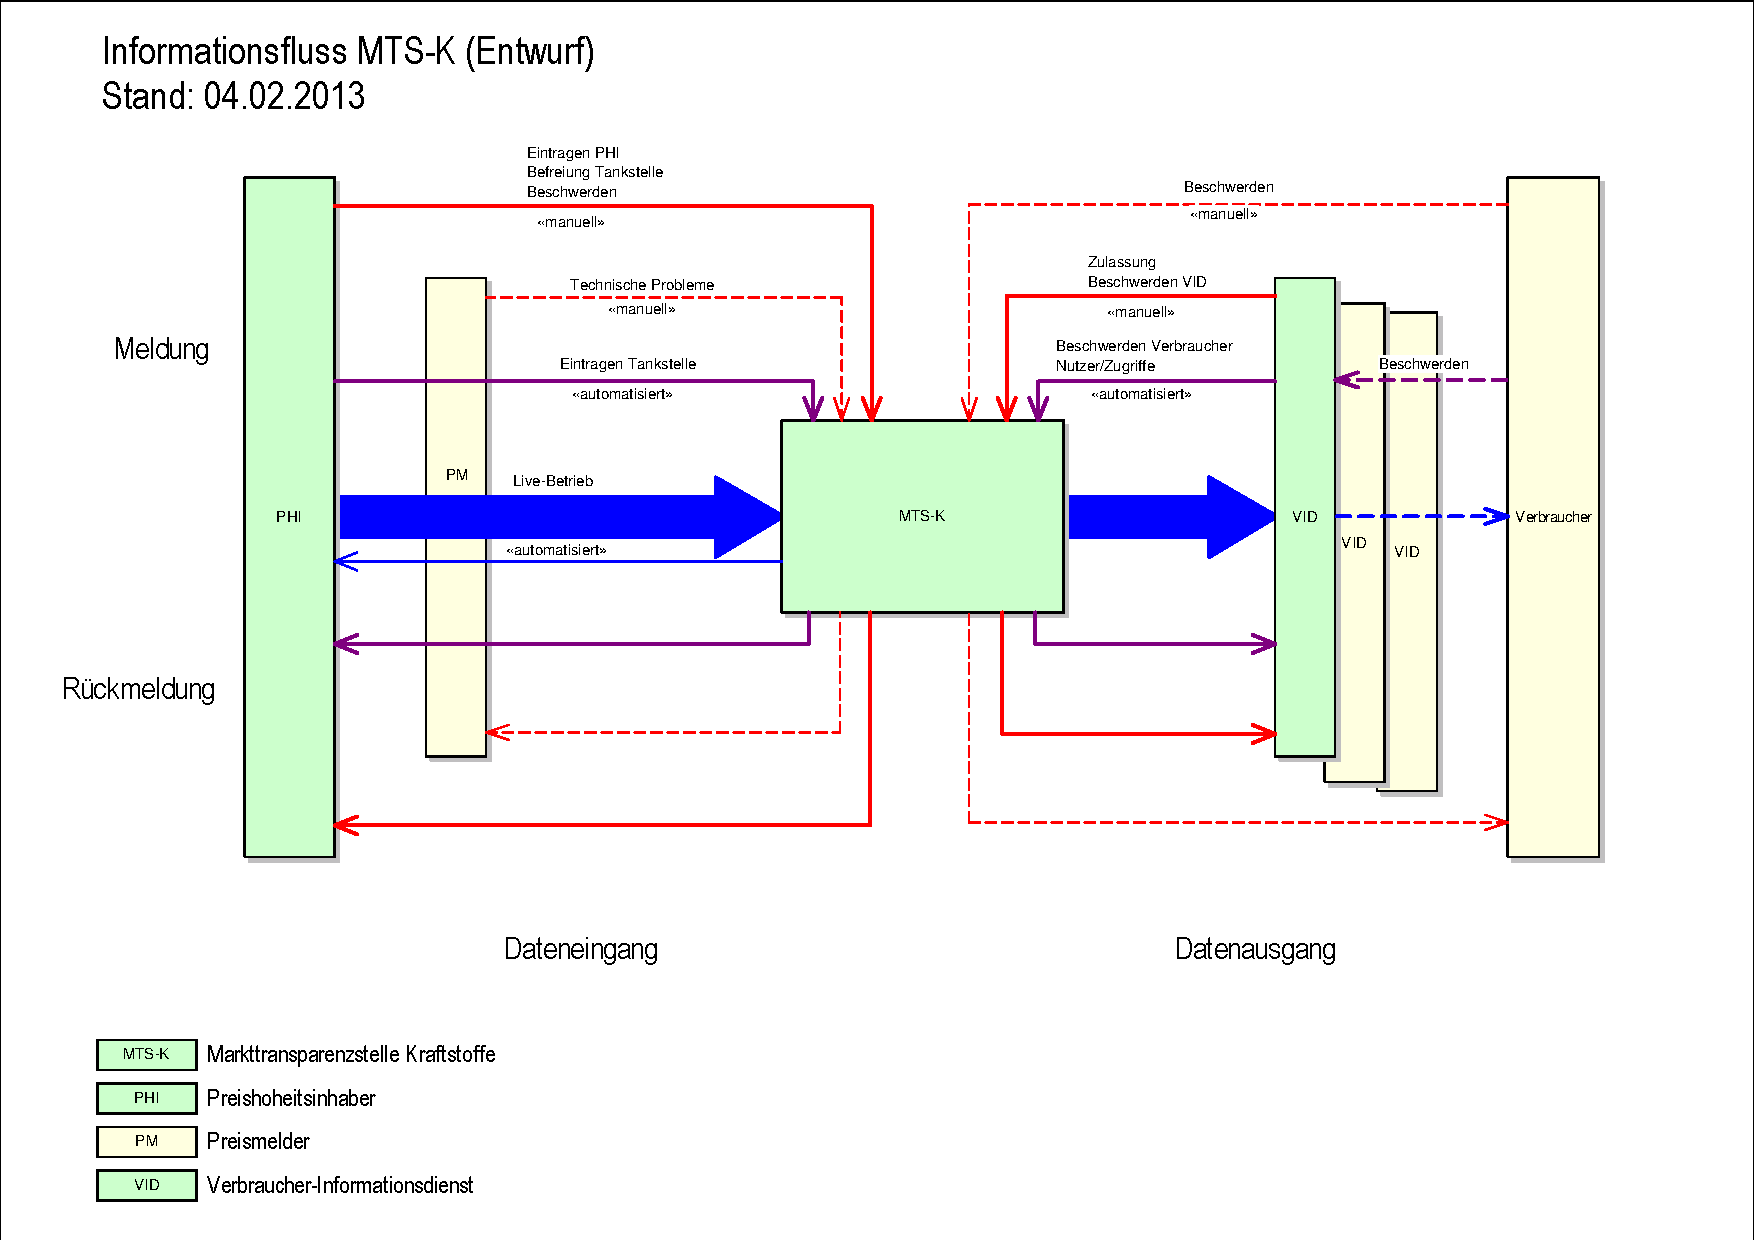 Informationsfluss MTS-K (Entwurf)
Stand: 04.02.2013
Eintragen PHI
Befreiung Tankstelle
Beschwerden
«manuell»
Beschwerden
«manuell»
Technische Probleme
«manuell»
Zulassung
Beschwerden VID
«manuell»
Meldung
Eintragen Tankstelle
«automatisiert»
Beschwerden Verbraucher
Nutzer/Zugriffe
«automatisiert»
Beschwerden
PM
Live-Betrieb
PHI
MTS-K
VID
VID
VID
Verbraucher
«automatisiert»
Rückmeldung
Dateneingang
Datenausgang
MTS-K Markttransparenzstelle Kraftstoffe
PHI Preishoheitsinhaber
PM Preismelder
VID Verbraucher-Informationsdienst